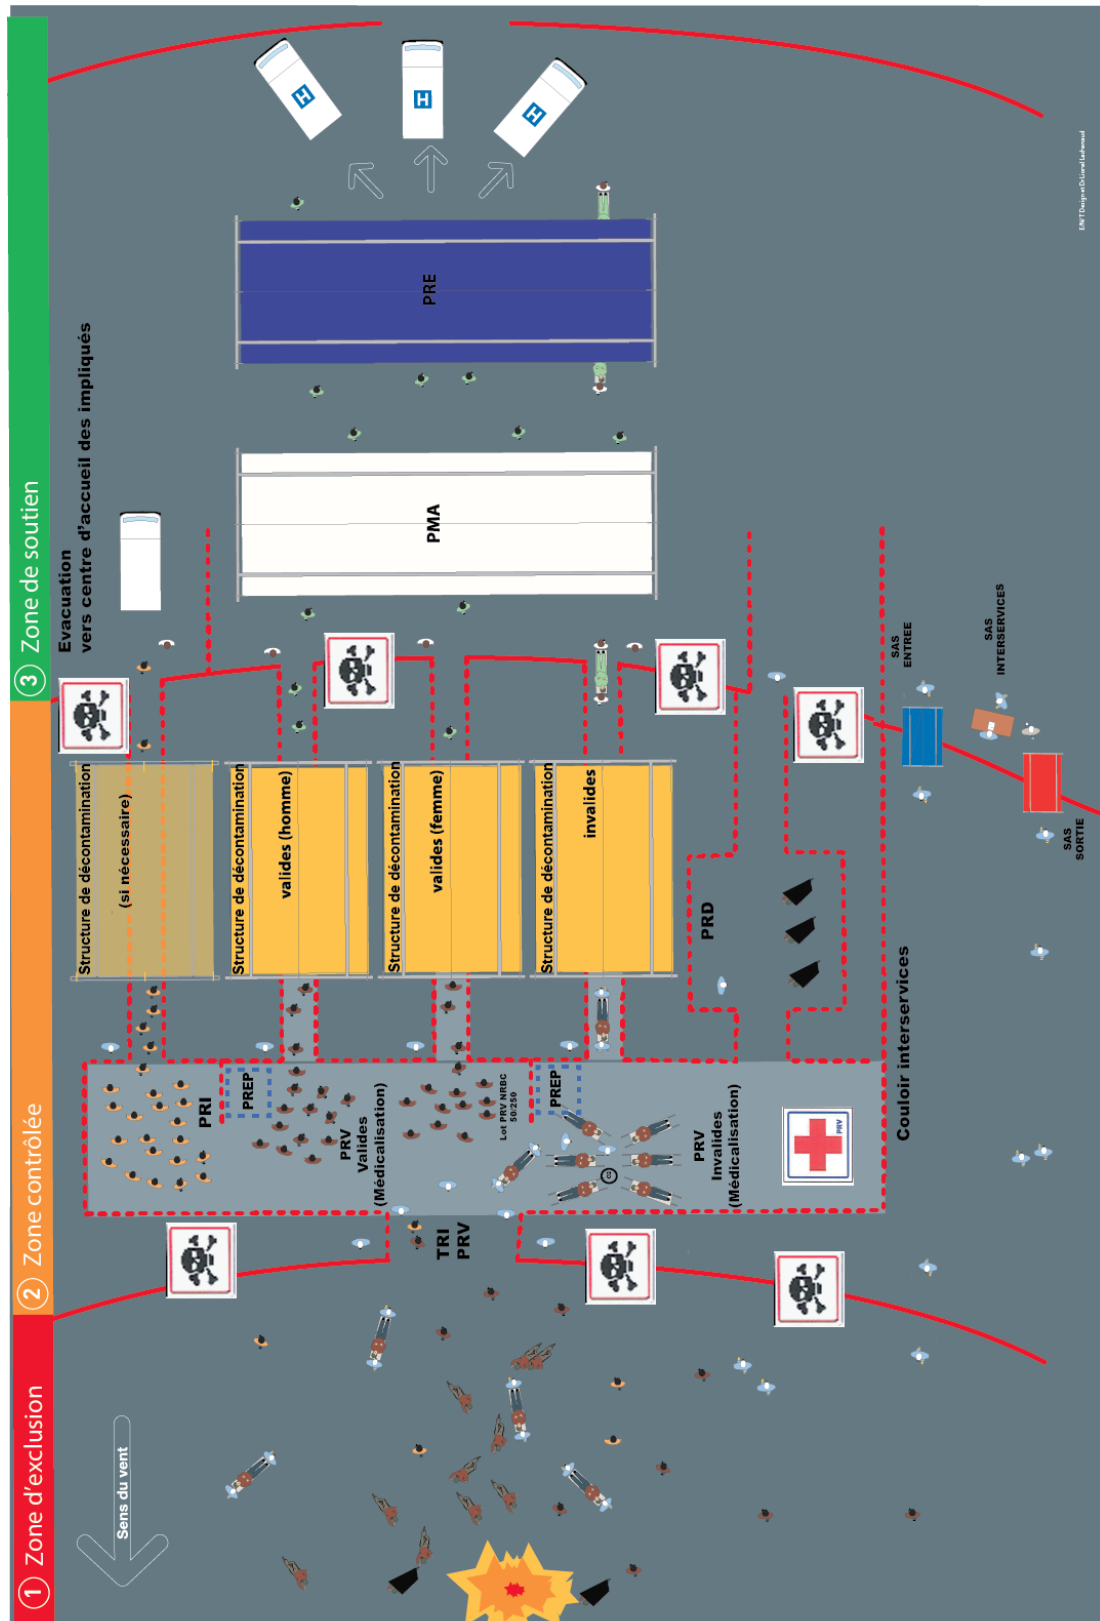 ① Zone d'exclusion
② Zone contrôlée
③ Zone de soutien
Sens du vent
TRI
PRV
PRI
PREP
PRV
Valides
(Médicalisation)
Lot PRV NRBC
50/250
PREP
PRV
Invalides
(Médicalisation)
PRV
Structure de décontamination
(si nécessaire)
Structure de décontamination
valides (homme)
Structure de décontamination
valides (femme)
Structure de décontamination
invalides
PRD
Couloir interservices
SAS
ENTREE
SAS
SORTIE
SAS
INTERSERVICES
Evacuation
vers centre d'accueil des impliqués
PMA
PRE
H
H
H